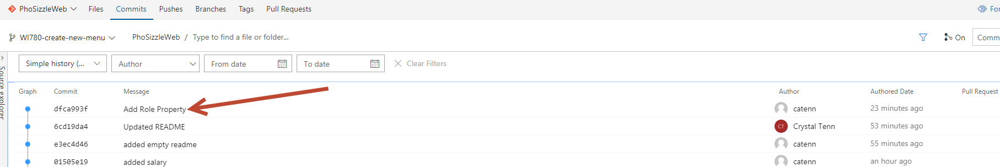 PhoSizzleWeb Files Commits Pushes Branches Tags Pull Requests For
WI780-create-new-menu PhoSizzleWeb / Type to find a file or folder... On Comm
Source explorer
Simple history (... Author From date To date Clear Filters
Graph Commit Message Author Authored Date Pull Request
dfca993f Add Role Property catenn 23 minutes ago
6cd19da4 Updated README CT Crystal Tenn 53 minutes ago
e3ec4d46 added empty readme catenn 55 minutes ago
01505e19 added salary catenn an hour ago